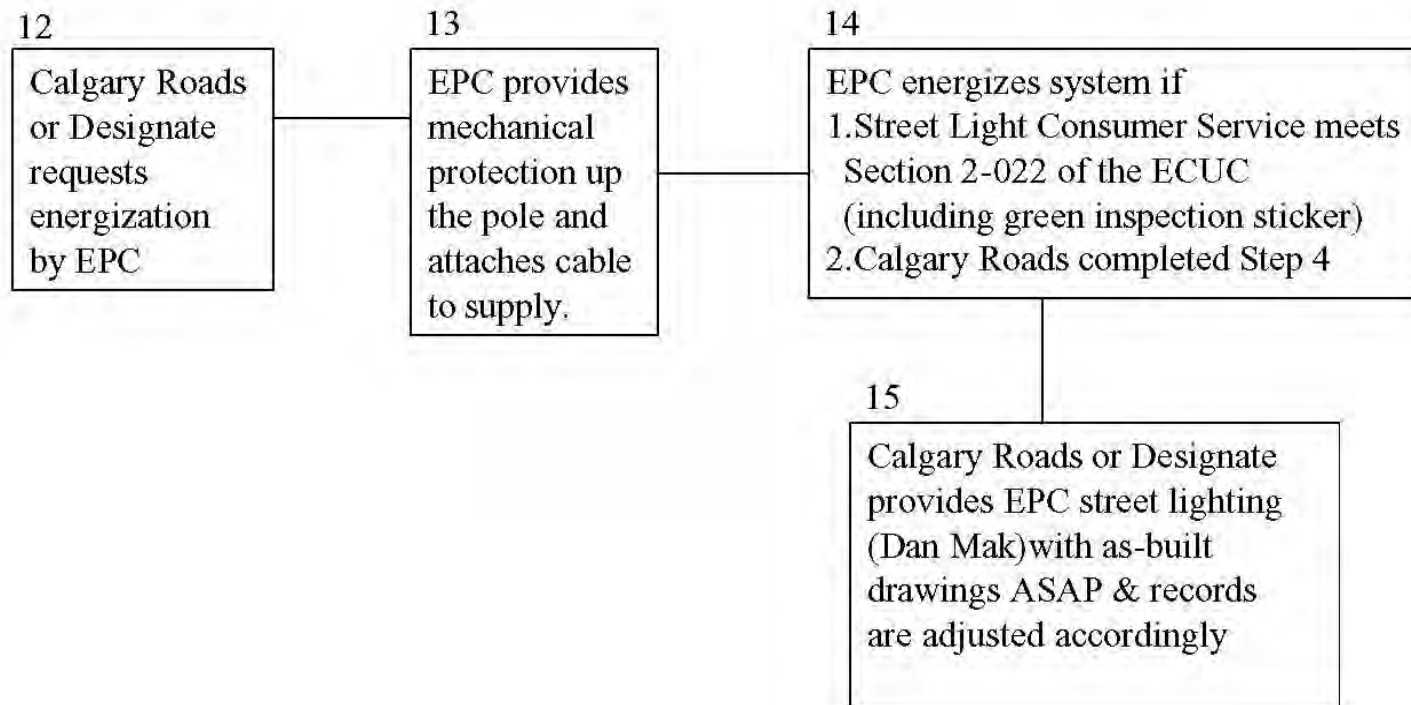 12
Calgary Roads
or Designate
requests
energization
by EPC
13
EPC provides
mechanical
protection up
the pole and
attaches cable
to supply.
14
EPC energizes system if
1.Street Light Consumer Service meets
Section 2-022 of the ECUC
(including green inspection sticker)
2.Calgary Roads completed Step 4
15
Calgary Roads or Designate
provides EPC street lighting
(Dan Mak)with as-built
drawings ASAP & records
are adjusted accordingly